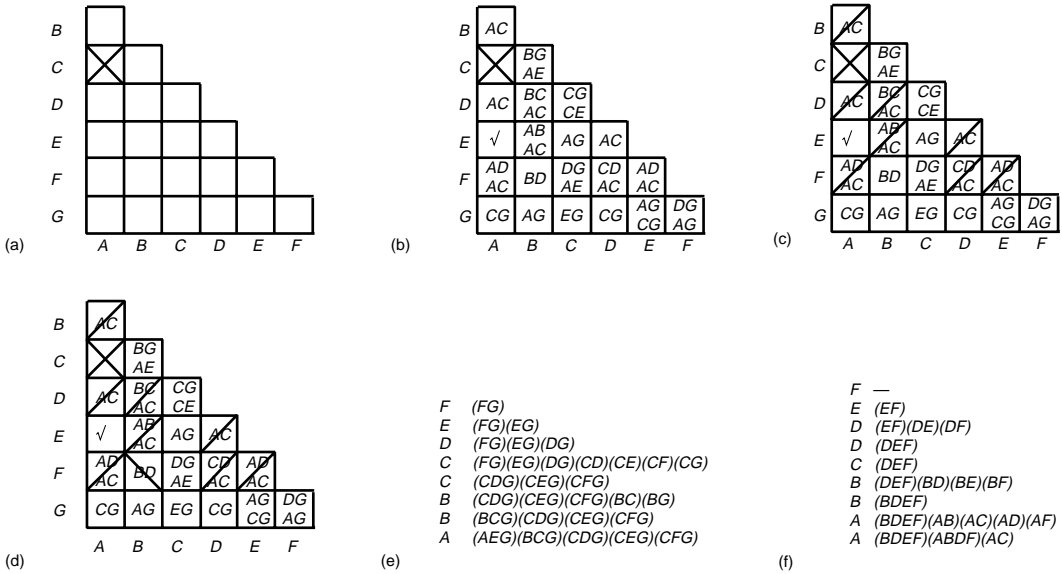 B
C
D
E
F
G
A B C D E F
(a)
B AC
C BG AE
D AC BC AC CG CE
E √ AB AC AG AC
F AD AC BD DG AE CD AC AD AC
G CG AG EG CG AG CG DG AG
A B C D E F
(b)
B AC
C BG AE
D AC BC AC CG CE
E √ AB AC AG AC
F AD AC BD DG AE CD AC AD AC
G CG AG EG CG AG CG DG AG
A B C D E F
(c)
B AC
C BG AE
D AC BC AC CG CE
E √ AB AC AG AC
F AD AC BD DG AE CD AC AD AC
G CG AG EG CG AG CG DG AG
A B C D E F
(d)
F (FG)
E (FG)(EG)
D (FG)(EG)(DG)
C (FG)(EG)(DG)(CD)(CE)(CF)(CG)
C (CDG)(CEG)(CFG)
B (CDG)(CEG)(CFG)(BC)(BG)
B (BCG)(CDG)(CEG)(CFG)
A (AEG)(BCG)(CDG)(CEG)(CFG)
(e)
F —
E (EF)
D (EF)(DE)(DF)
D (DEF)
C (DEF)
B (DEF)(BD)(BE)(BF)
B (BDEF)
A (BDEF)(AB)(AC)(AD)(AF)
A (BDEF)(ABDF)(AC)
(f)